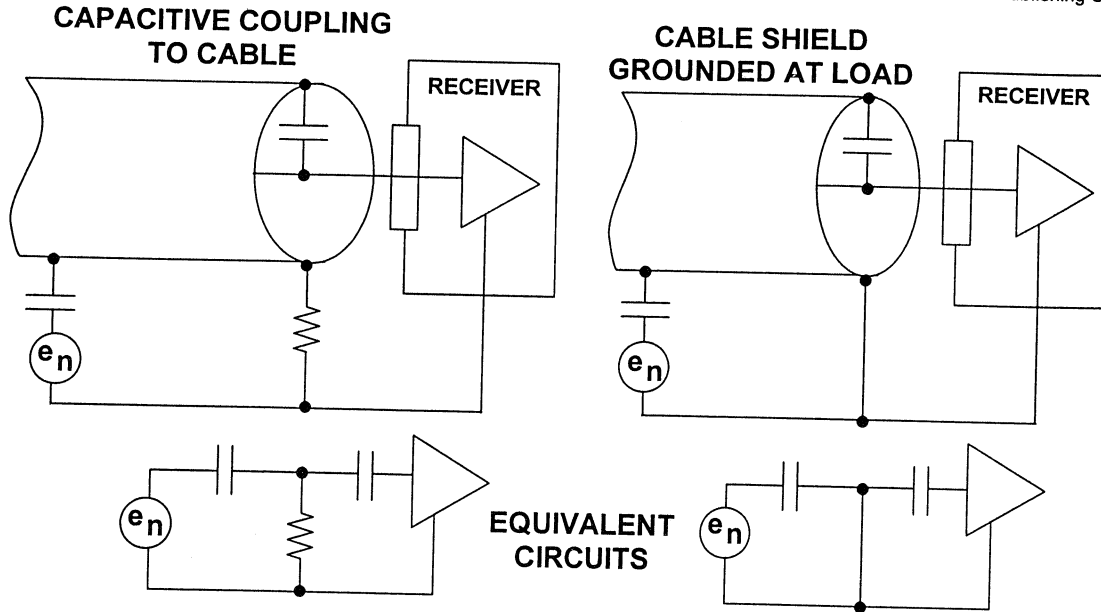 CAPACITIVE COUPLING
TO CABLE
RECEIVER
en
en
CABLE SHIELD
GROUNDED AT LOAD
RECEIVER
en
en
EQUIVALENT
CIRCUITS